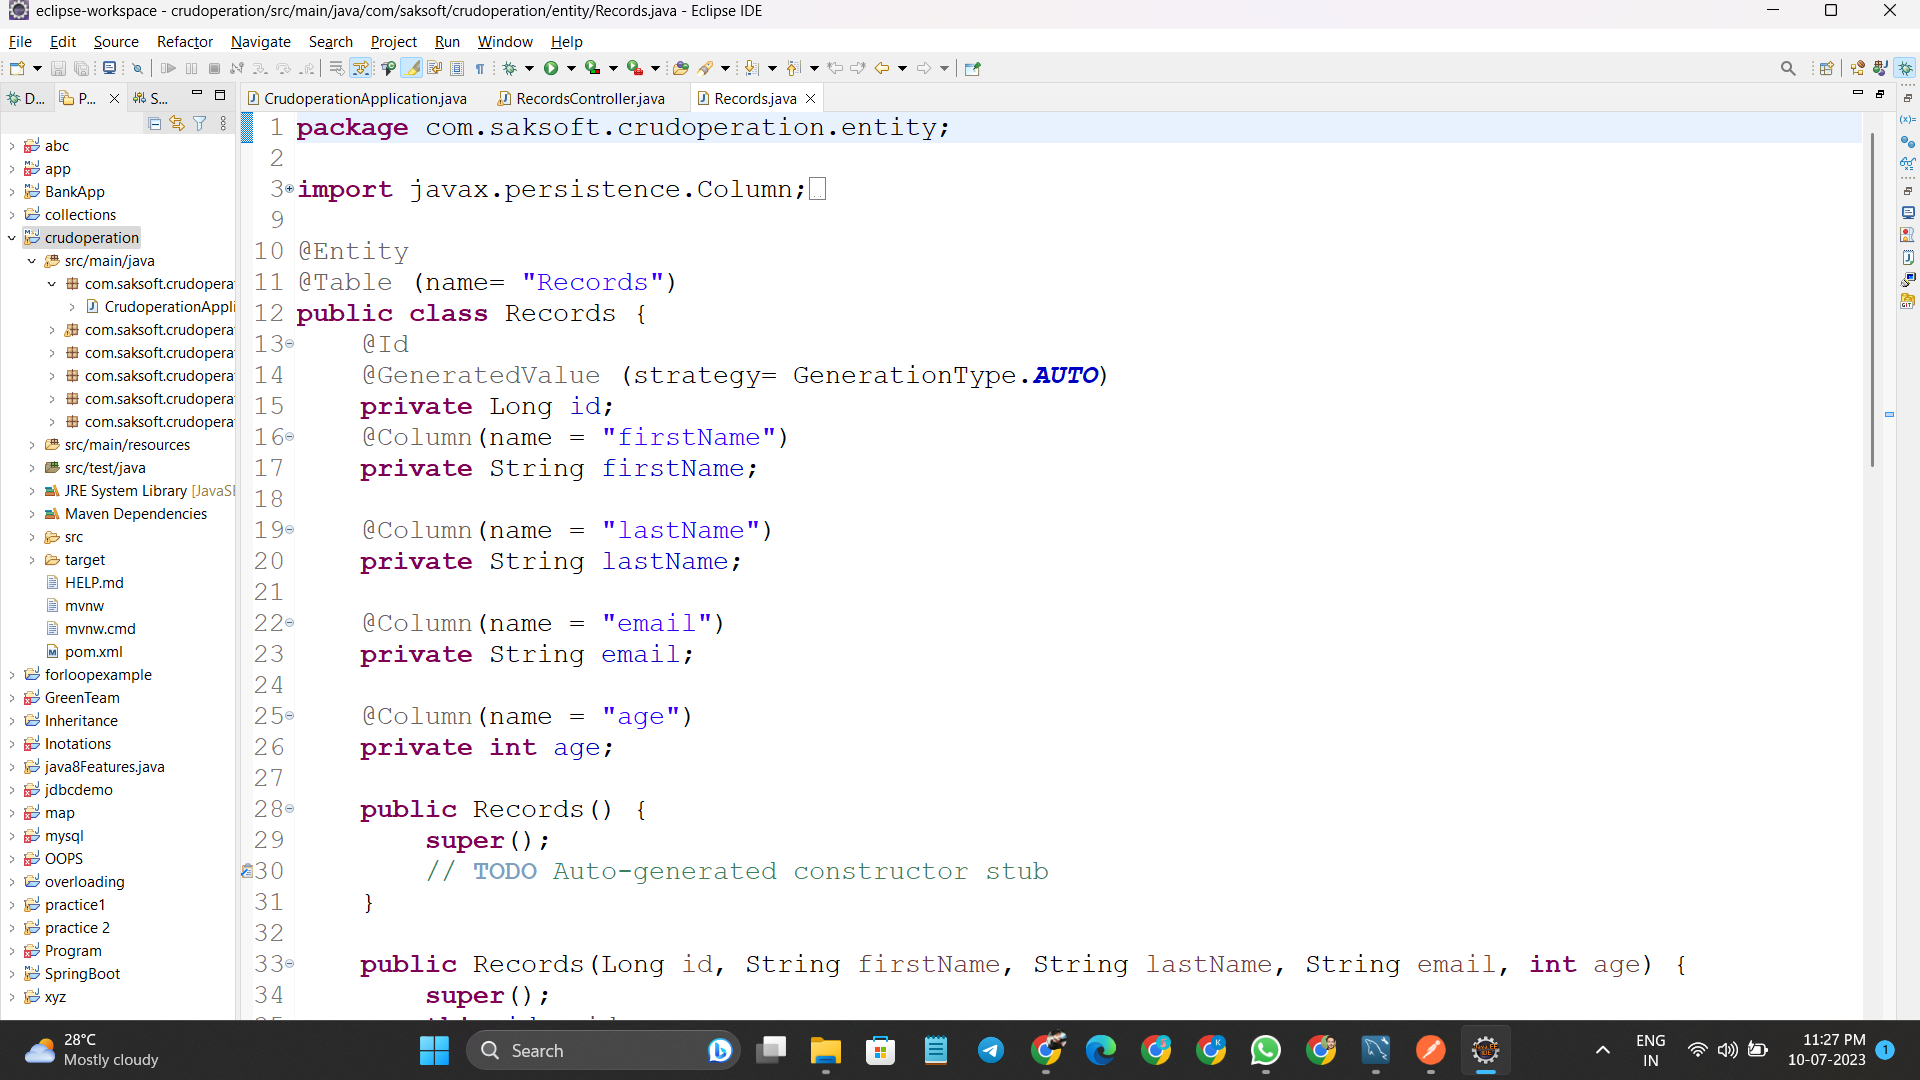 eclipse-workspace - crudoperation/src/main/java/com/saksoft/crudoperation/entity/Records.java - Eclipse IDE
File Edit Source Refactor Navigate Search Project Run Window Help
D... P... S...
CrudoperationApplication.java RecordsController.java Records.java
abc
app
BankApp
collections
crudoperation
src/main/java
com.saksoft.crudopera
CrudoperationAppli
com.saksoft.crudopera
com.saksoft.crudopera
com.saksoft.crudopera
com.saksoft.crudopera
com.saksoft.crudopera
src/main/resources
src/test/java
JRE System Library [JavaSI
Maven Dependencies
src
target
HELP.md
mvnw
mvnw.cmd
pom.xml
forloopexample
GreenTeam
Inheritance
Inotations
java8Features.java
jdbcdemo
map
mysql
OOPS
overloading
practice1
practice 2
Program
SpringBoot
xyz
1 package com.saksoft.crudoperation.entity;
2
3 import javax.persistence.Column;
9
10 @Entity
11 @Table (name= "Records")
12 public class Records {
13 @Id
14 @GeneratedValue (strategy= GenerationType.AUTO)
15 private Long id;
16 @Column(name = "firstName")
17 private String firstName;
18
19 @Column(name = "lastName")
20 private String lastName;
21
22 @Column(name = "email")
23 private String email;
24
25 @Column(name = "age")
26 private int age;
27
28 public Records() {
29 super();
30 // TODO Auto-generated constructor stub
31 }
32
33 public Records(Long id, String firstName, String lastName, String email, int age) {
34 super();
28°C
Mostly cloudy
Search
ENG
IN
11:27 PM
10-07-2023
1